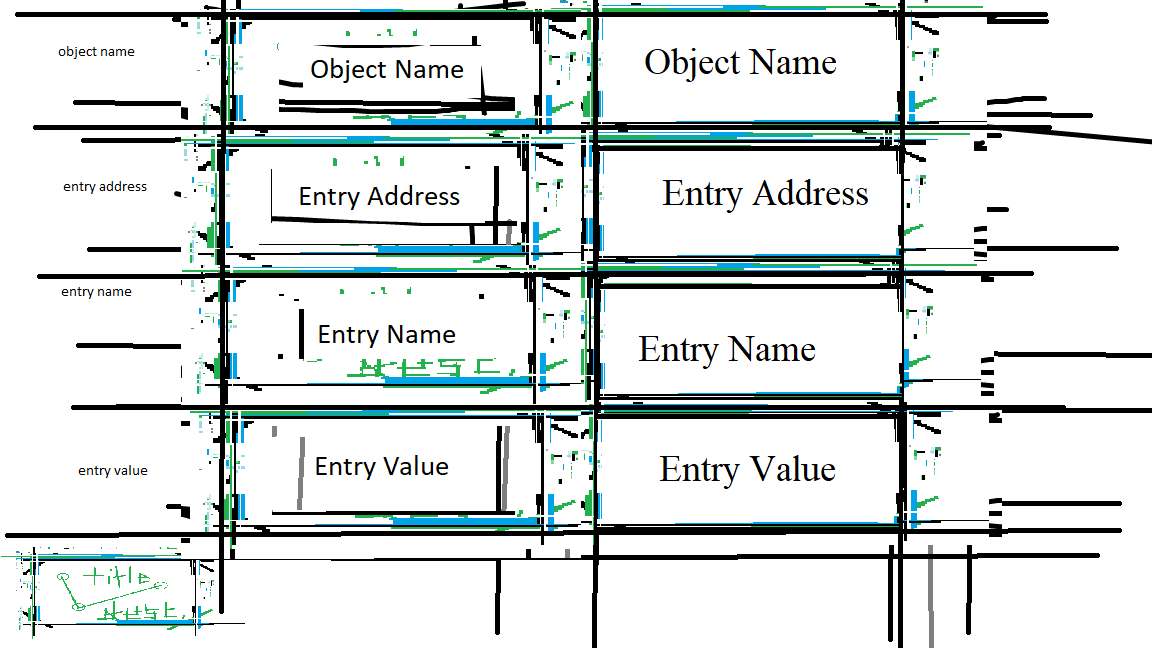 object name
Object Name
Object Name
entry address
Entry Address
Entry Address
entry name
Entry Name
Entry Name
entry value
Entry Value
Entry Value
title